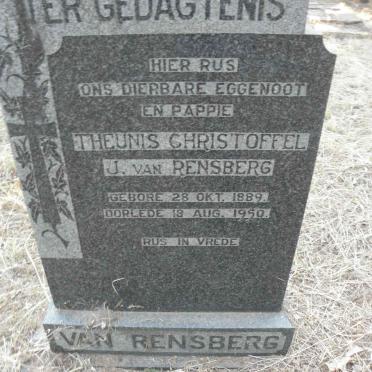 TER GEDAGTENIS
HIER RUS
ONS DIERBARE EGGENOOT
EN PAPPIE
THEUNIS CHRISTOFFEL
J. VAN RENSBERG
GEBORE 28 OKT. 1889.
OORLEDE 18 AUG. 1950.
RUS IN VREDE
VAN RENSBERG